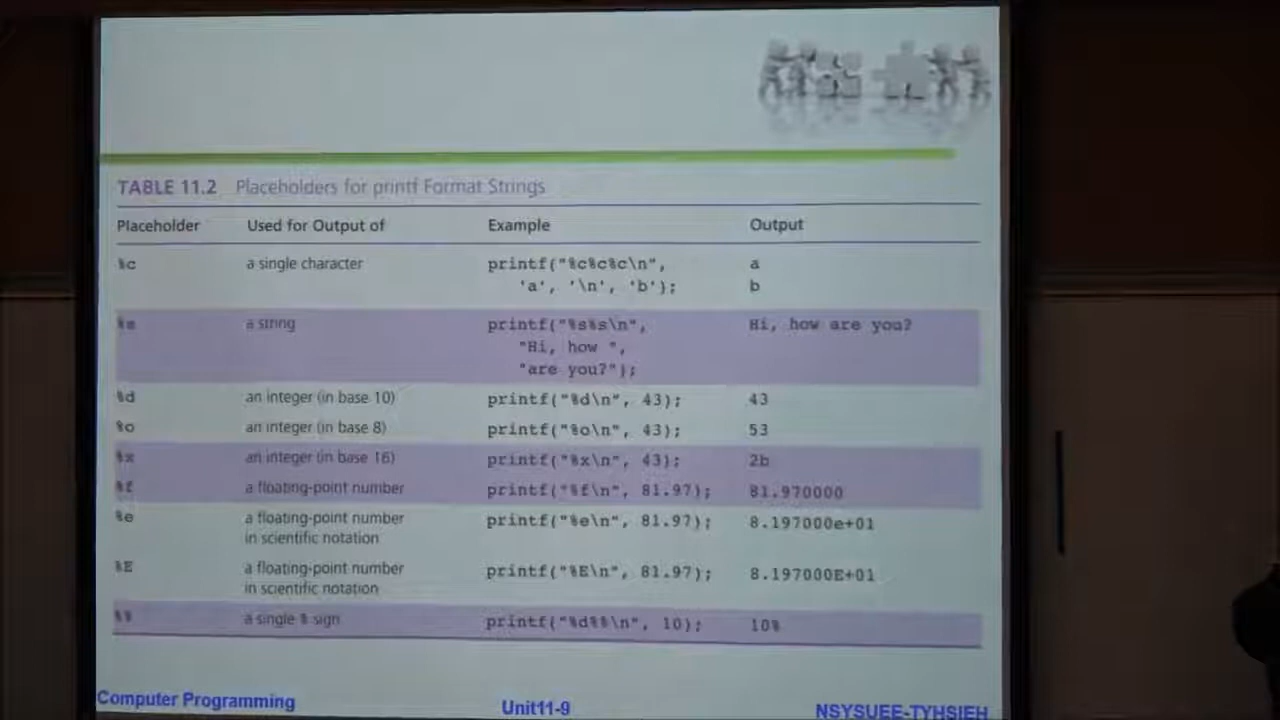 TABLE 11.2 Placeholders for printf Format Strings
Placeholder Used for Output of Example Output
%c a single character printf("%c%c%c\n", a
'a', '\n', 'b'); b
%s a string printf("%s%s\n", Hi, how are you?
"Hi, how ",
"are you?");
%d an integer (in base 10) printf("%d\n", 43); 43
%o an integer (in base 8) printf("%o\n", 43); 53
%x an integer (in base 16) printf("%x\n", 43); 2b
%f a floating-point number printf("%f\n", 81.97); 81.970000
%e a floating-point number printf("%e\n", 81.97); 8.197000e+01
in scientific notation
%E a floating-point number printf("%E\n", 81.97); 8.197000E+01
in scientific notation
%% a single % sign printf("%d%%\n", 10); 10%
Computer Programming Unit11-9 NSYSUEE-TYHSIEH